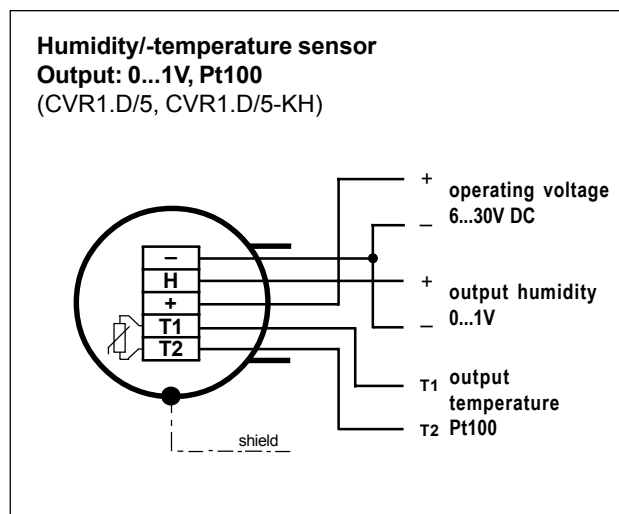 Humidity/-temperature sensor
Output: 0...1V, Pt100
(CVR1.D/5, CVR1.D/5-KH)
+
operating voltage
6...30V DC
–
–
H
+
T1
T2
+
output humidity
0...1V
–
T1 output
temperature
T2 Pt100
shield